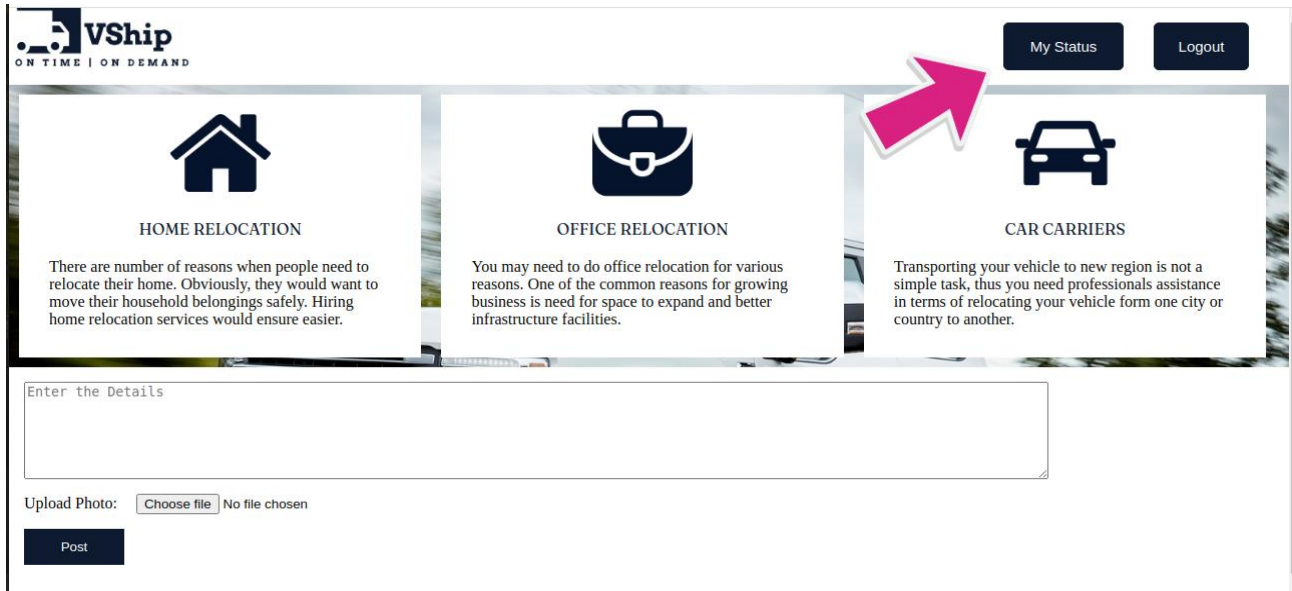 VShip
ON TIME | ON DEMAND
My Status
Logout
HOME RELOCATION
There are number of reasons when people need to
relocate their home. Obviously, they would want to
move their household belongings safely. Hiring
home relocation services would ensure easier.
OFFICE RELOCATION
You may need to do office relocation for various
reasons. One of the common reasons for growing
business is need for space to expand and better
infrastructure facilities.
CAR CARRIERS
Transporting your vehicle to new region is not a
simple task, thus you need professionals assistance
in terms of relocating your vehicle form one city or
country to another.
Enter the Details
Upload Photo: Choose file No file chosen
Post